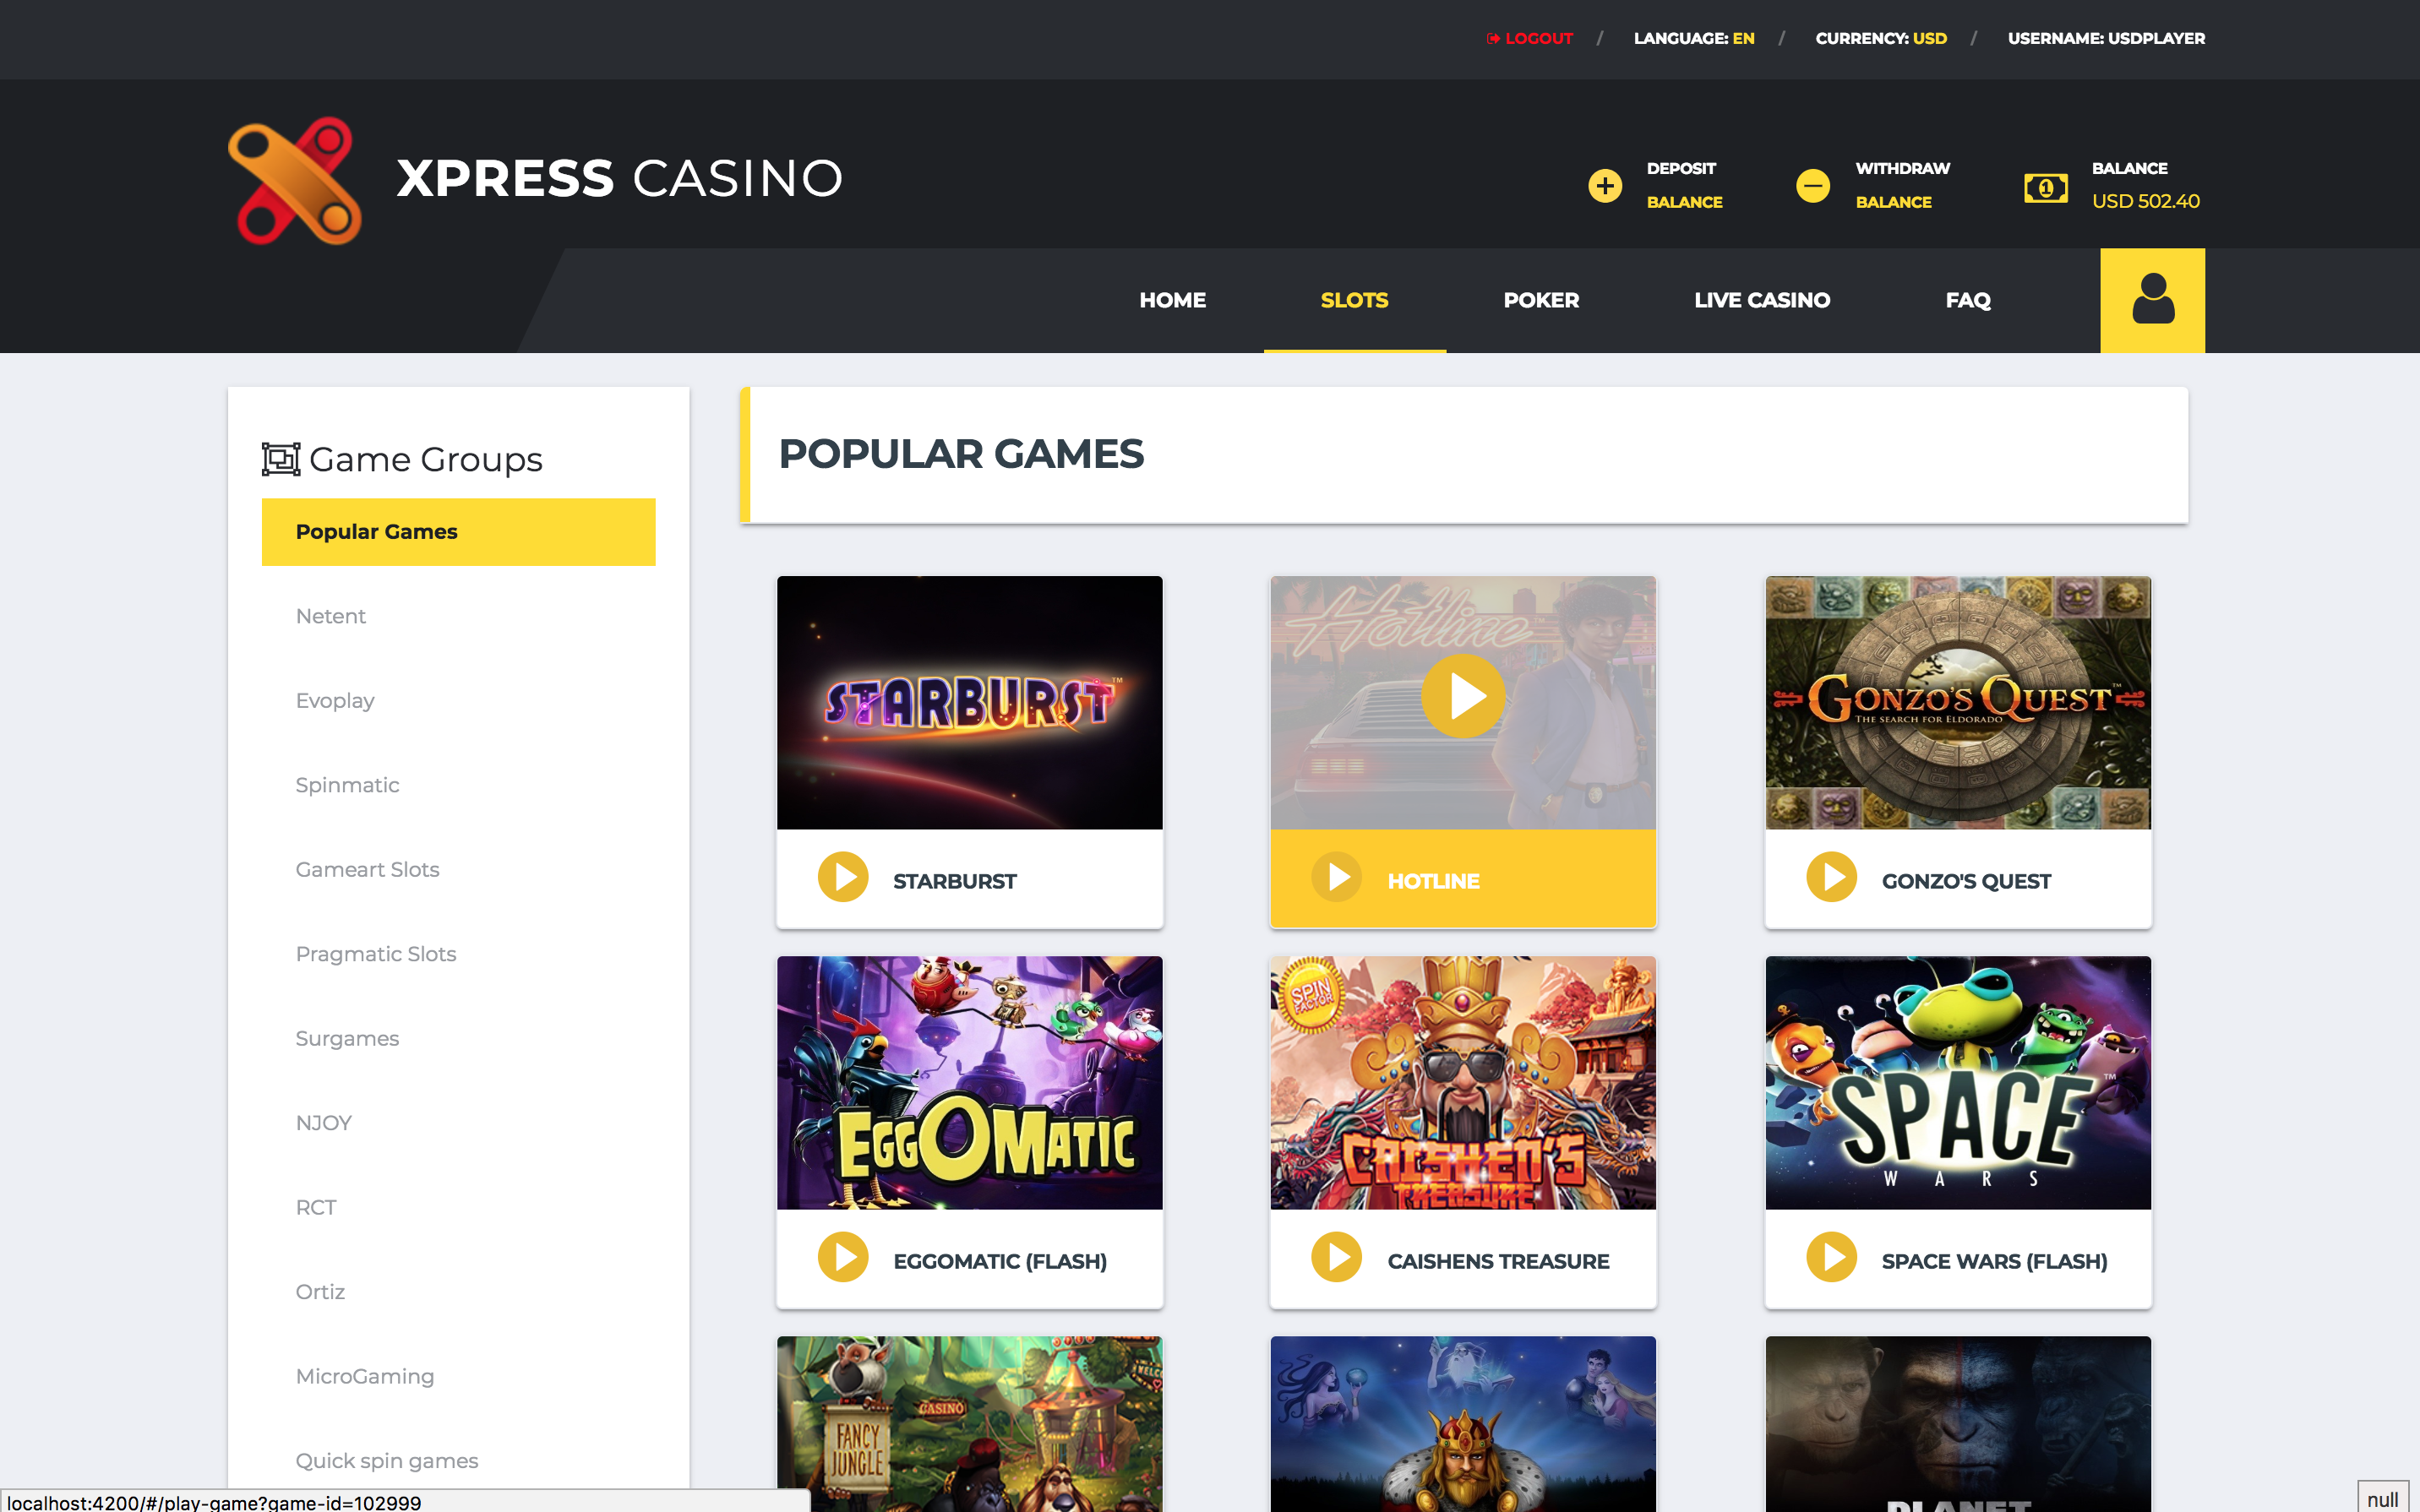 LOGOUT / LANGUAGE: EN / CURRENCY: USD / USERNAME: USDPLAYER
XPRESS CASINO
DEPOSIT
BALANCE
WITHDRAW
BALANCE
BALANCE
USD 502.40
HOME SLOTS POKER LIVE CASINO FAQ
Game Groups
Popular Games
Netent
Evoplay
Spinmatic
Gameart Slots
Pragmatic Slots
Surgames
NJOY
RCT
Ortiz
MicroGaming
Quick spin games
POPULAR GAMES
STARBURST™
STARBURST
Hotline
HOTLINE
GONZO'S QUEST™
THE SEARCH FOR ELDORADO
GONZO'S QUEST
EGGOMATIC
EGGOMATIC (FLASH)
SPIN
FACTOR
CAISHEN'S
TREASURE
CAISHENS TREASURE
SPACE™
WARS
SPACE WARS (FLASH)
CASINO
FANCY
JUNGLE
PLANET
localhost:4200/#/play-game?game-id=102999
null